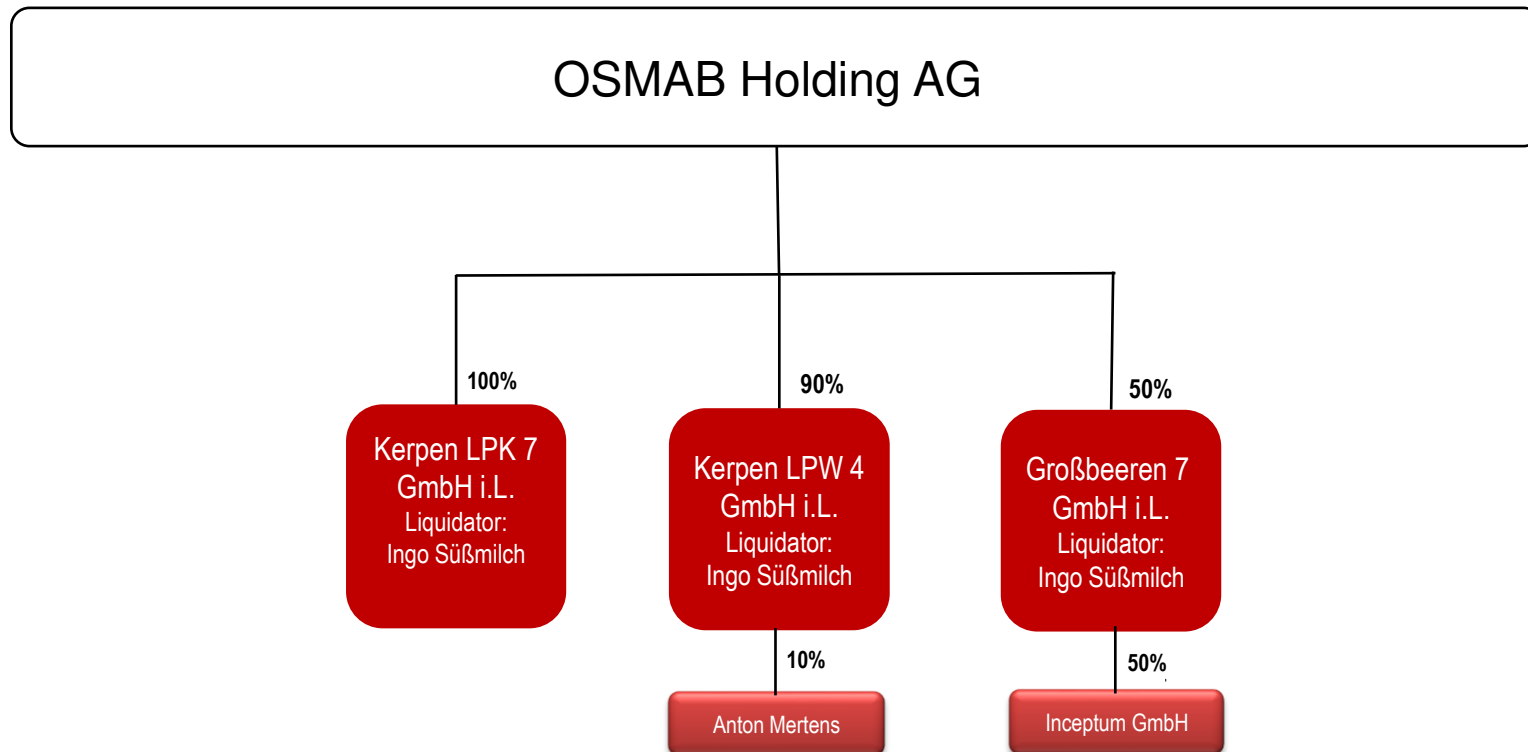 OSMAB Holding AG
100%
90%
50%
Kerpen LPK 7
GmbH i.L.
Liquidator:
Ingo Süßmilch
Kerpen LPW 4
GmbH i.L.
Liquidator:
Ingo Süßmilch
Großbeeren 7
GmbH i.L.
Liquidator:
Ingo Süßmilch
10%
50%
Anton Mertens
Inceptum GmbH